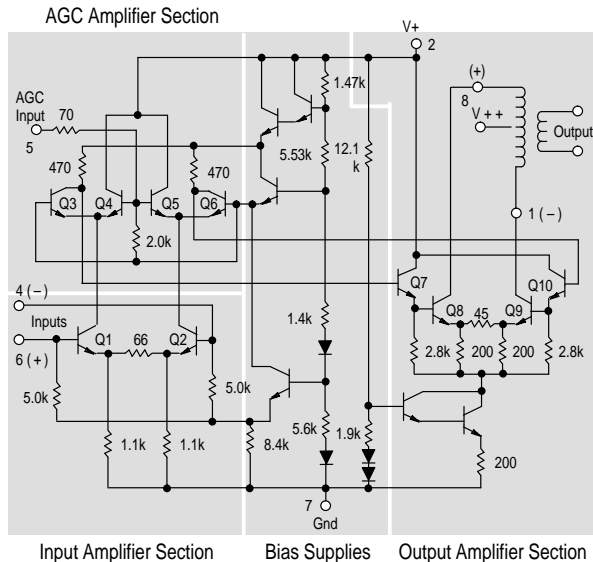 AGC Amplifier Section
V+
2
AGC
Input
5
70
1.47k
(+)
8
V++
Output
470
470
5.53k
12.1
k
Q3
Q4
Q5
Q6
2.0k
1 (–)
Q7
Q10
4 (–)
Inputs
6 (+)
Q1
66
Q2
1.4k
Q8
45
Q9
2.8k
200
200
2.8k
5.0k
5.0k
1.1k
1.1k
8.4k
5.6k
1.9k
200
7
Gnd
Input Amplifier Section
Bias Supplies
Output Amplifier Section